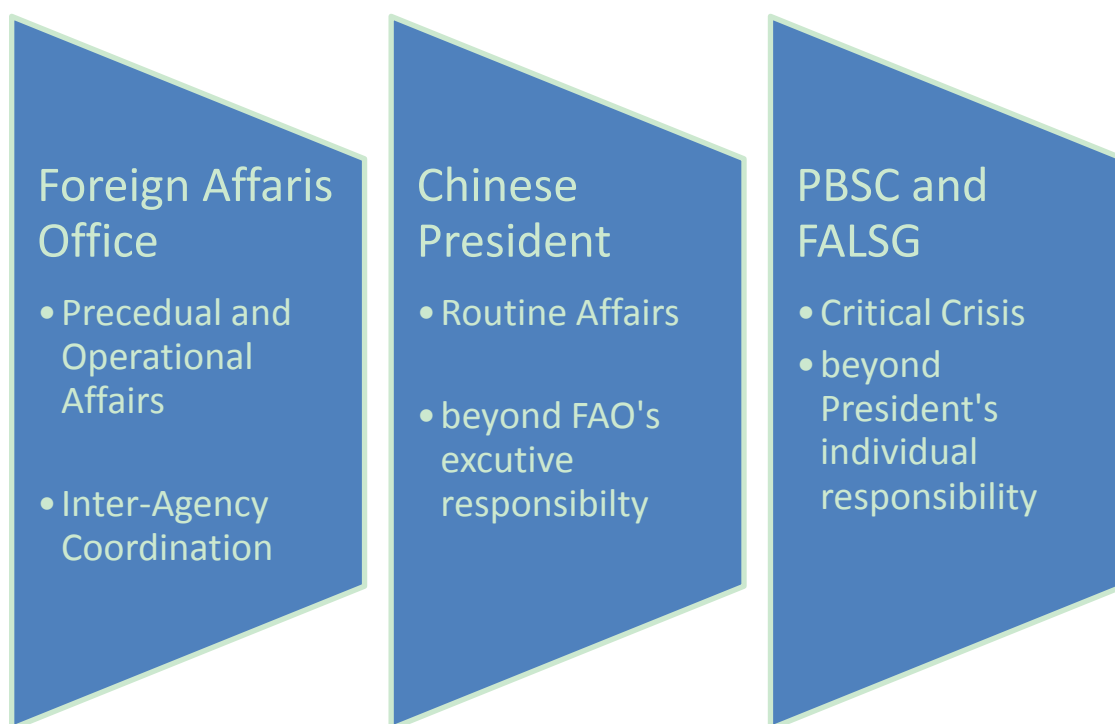 Foreign Affaris
Office
• Precedual and
Operational
Affairs
• Inter-Agency
Coordination
Chinese
President
• Routine Affairs
• beyond FAO's
excutive
responsibilty
PBSC and
FALSG
• Critical Crisis
• beyond
President's
individual
responsibility